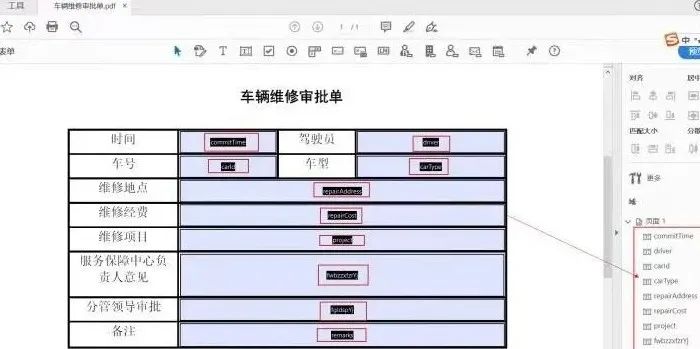 工具
车辆维修审批单.pdf ×
1 / 1
表单
中
车辆维修审批单
时间 commitTime 驾驶员 driver
车号 carId 车型 carType
维修地点 repairAddress
维修经费 repairCost
维修项目 project
服务保障中心负
责人意见 fwbzzxfzrYj
分管领导审批 fgldspYj
备注 remarks
对齐 居中
匹配大小 分散
更多
域
页面 1
commitTime
driver
carId
carType
repairAddress
repairCost
project
fwbzzxfzrYj